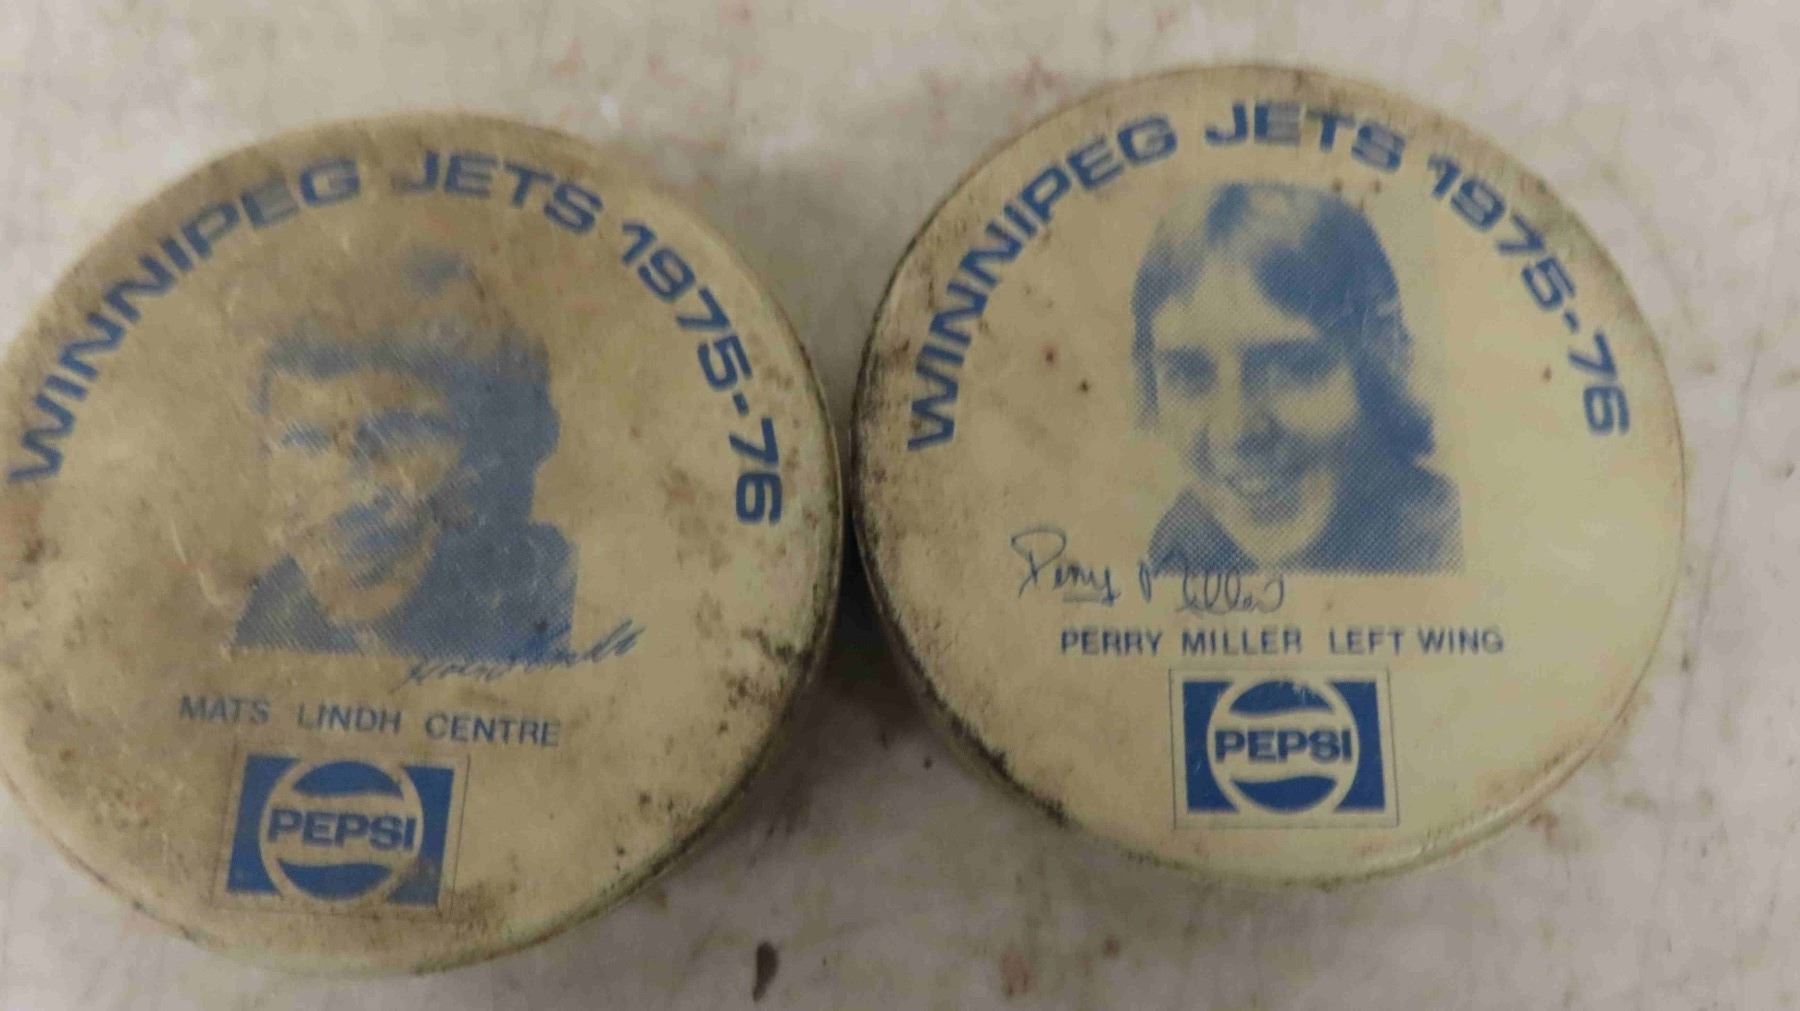 WINNIPEG JETS 1975-76
MATS LINDH CENTRE
PEPSI
WINNIPEG JETS 1975-76
Perry Miller
PERRY MILLER LEFT WING
PEPSI